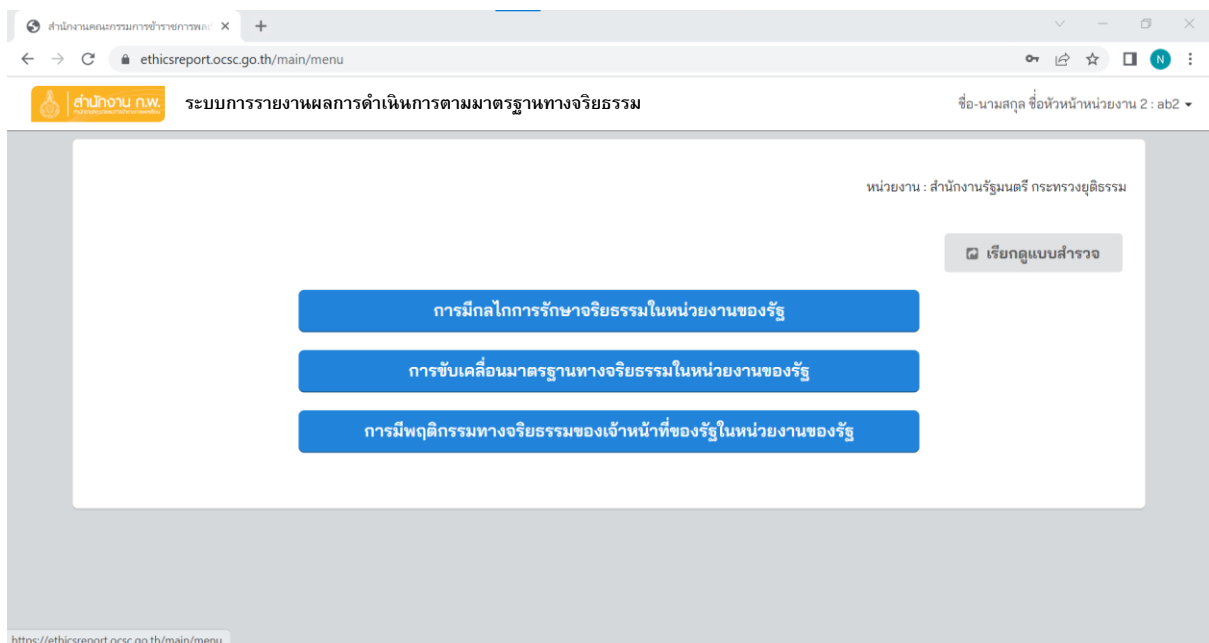 สำนักงานคณะกรรมการข้าราชการพลเ
ethicsreport.ocsc.go.th/main/menu
N
สำนักงาน ก.พ.
ระบบการรายงานผลการดำเนินการตามมาตรฐานทางจริยธรรม
ชื่อ-นามสกุล ชื่อหัวหน้าหน่วยงาน 2 : ab2
หน่วยงาน : สำนักงานรัฐมนตรี กระทรวงยุติธรรม
เรียกดูแบบสำรวจ
การมีกลไกการรักษาจริยธรรมในหน่วยงานของรัฐ
การขับเคลื่อนมาตรฐานทางจริยธรรมในหน่วยงานของรัฐ
การมีพฤติกรรมทางจริยธรรมของเจ้าหน้าที่ของรัฐในหน่วยงานของรัฐ
https://ethicsreport.ocsc.go.th/main/menu